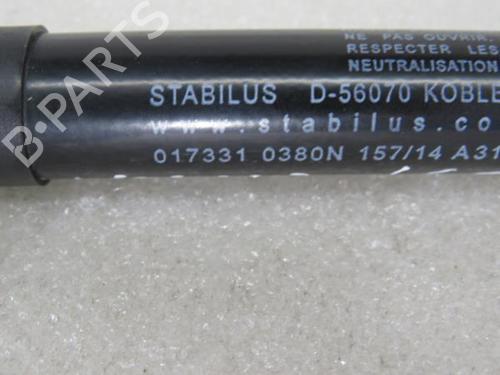 NE PAS OUVRIR.
RESPECTER LES
NEUTRALISATION
STABILUS D-56070 KOBLE
www.stabilus.co
017331 0380N 157/14 A31
B-PARTS